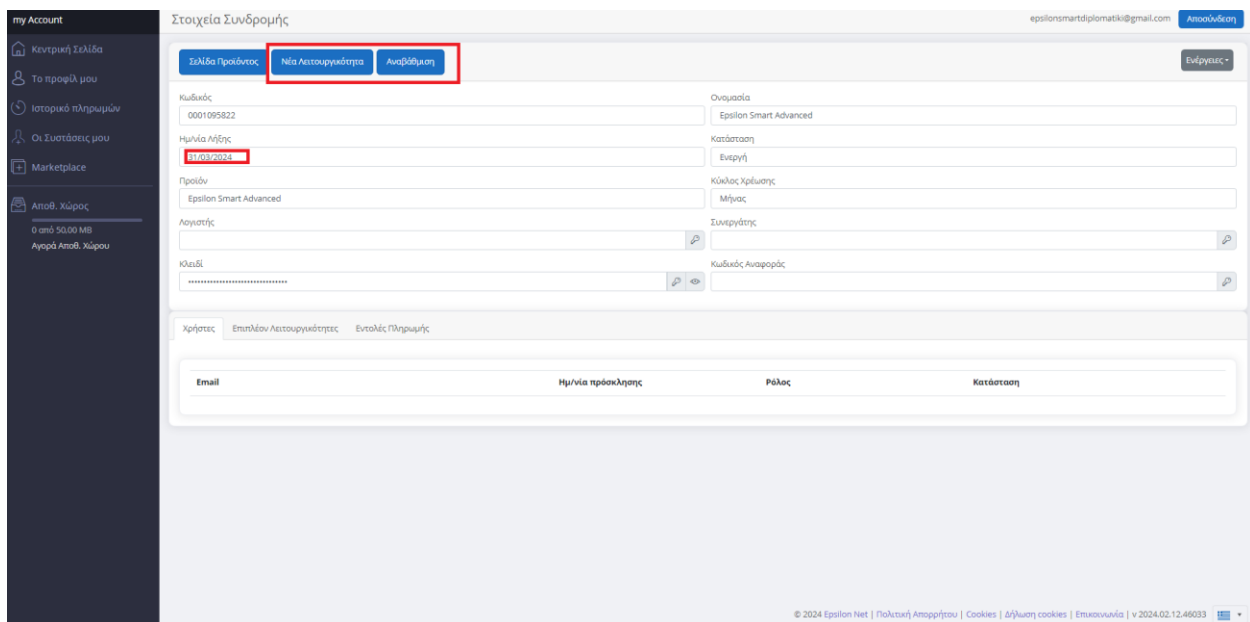 my Account
Στοιχεία Συνδρομής
epsilonsmartdiplomatiki@gmail.com
Αποσύνδεση
Κεντρική Σελίδα
Το προφίλ μου
Ιστορικό πληρωμών
Οι Συστάσεις μου
Marketplace
Αποθ. Χώρος
0 από 50.00 MB
Αγορά Αποθ. Χώρου
Σελίδα Προϊόντος
Νέα Λειτουργικότητα
Αναβάθμιση
Ενέργειες
Κωδικός
Ονομασία
0001095822
Epsilon Smart Advanced
Ημ/νία Λήξης
Κατάσταση
31/03/2024
Ενεργή
Προϊόν
Κύκλος Χρέωσης
Epsilon Smart Advanced
Μήνας
Λογιστής
Συνεργάτης
Κλειδί
Κωδικός Αναφοράς
••••••••••••••••••••••••••••••••
Χρήστες
Επιπλέον Λειτουργικότητες
Εντολές Πληρωμής
Email
Ημ/νία πρόσκλησης
Ρόλος
Κατάσταση
© 2024 Epsilon Net | Πολιτική Απορρήτου | Cookies | Δήλωση cookies | Επικοινωνία | v 2024.02.12.46033